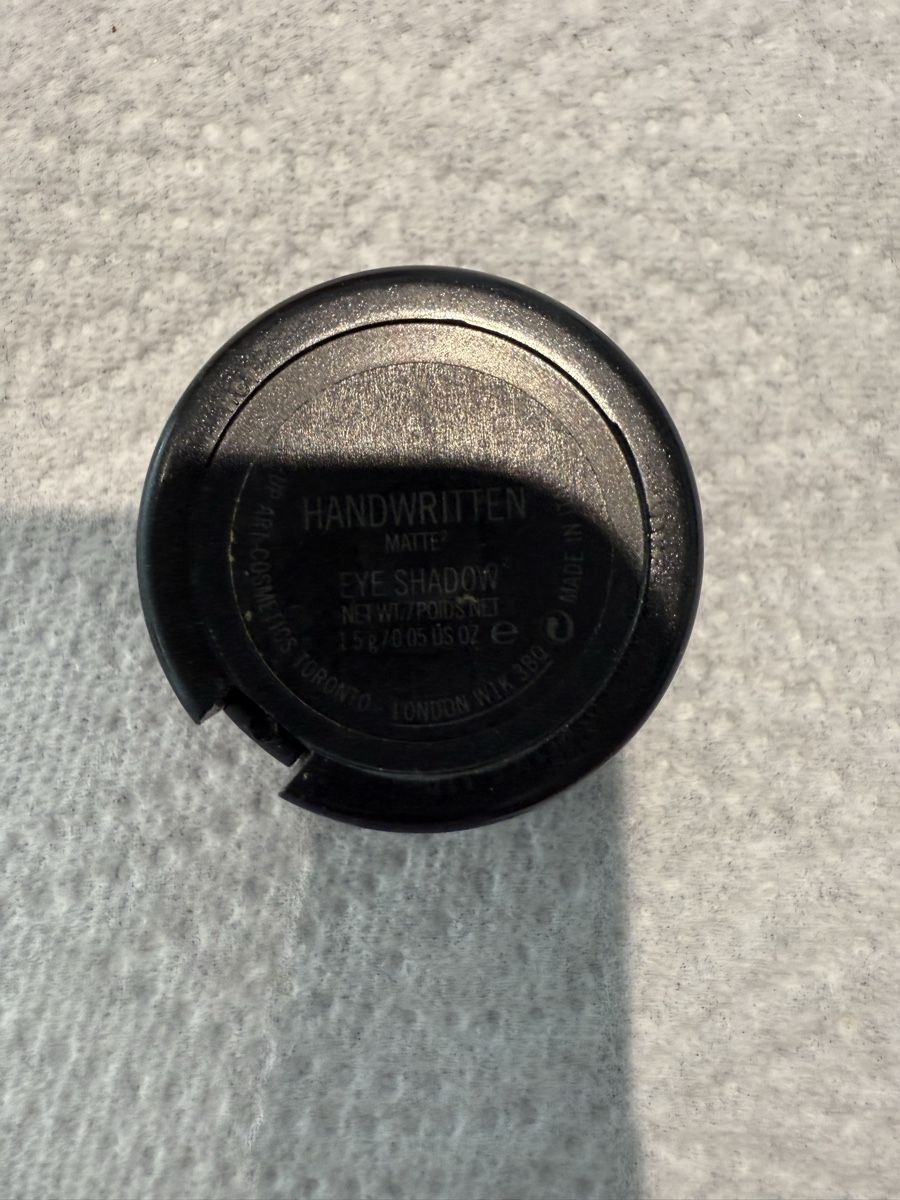 HANDWRITTEN
MATTE²
EYE SHADOW
NET WT./POIDS NET
1.5 g/0.05 US OZ ℮
ART COSMETICS TORONTO - LONDON W1K 3BQ
MADE IN